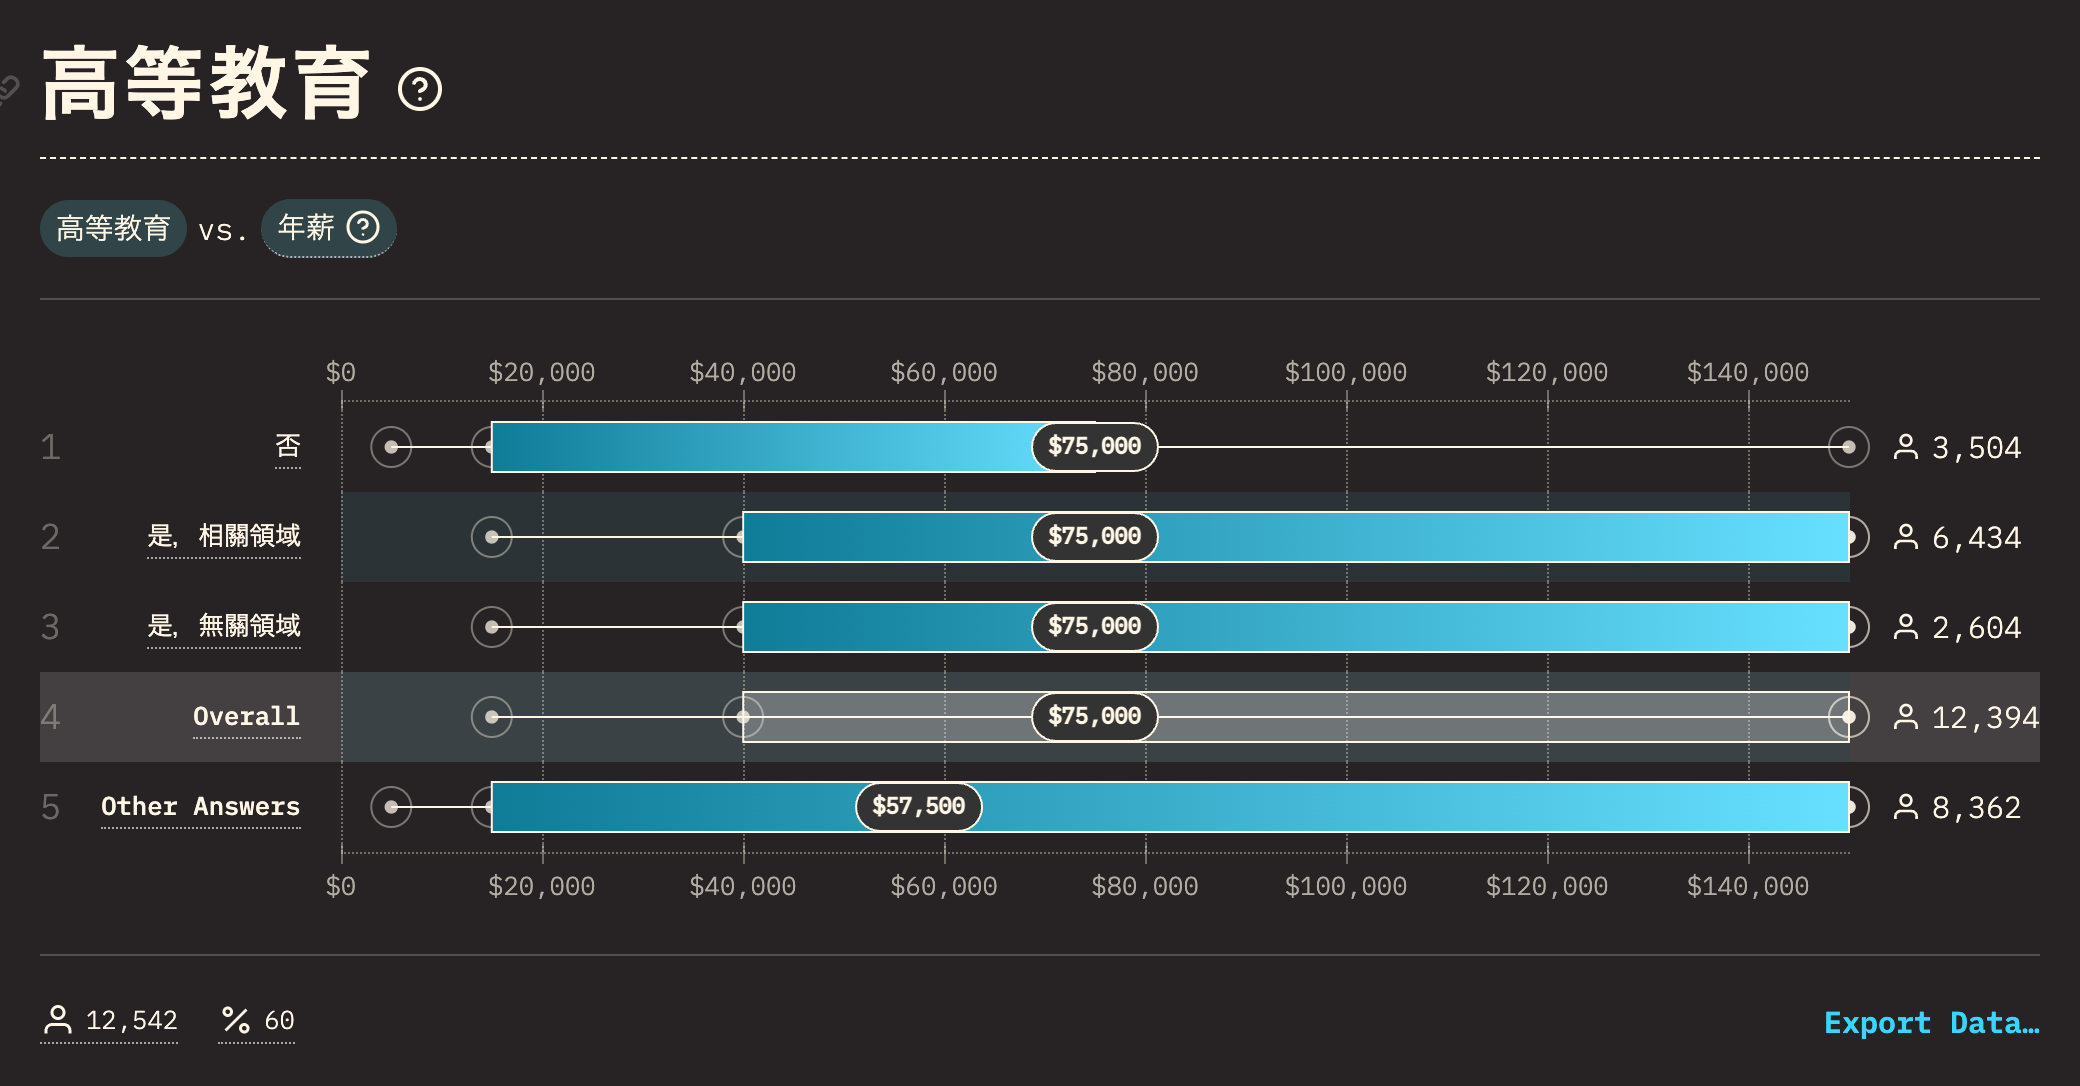 高等教育
高等教育 vs. 年薪
$0 $20,000 $40,000 $60,000 $80,000 $100,000 $120,000 $140,000
1 否 $75,000 3,504
2 是，相關領域 $75,000 6,434
3 是，無關領域 $75,000 2,604
4 Overall $75,000 12,394
5 Other Answers $57,500 8,362
$0 $20,000 $40,000 $60,000 $80,000 $100,000 $120,000 $140,000
12,542 % 60 Export Data…